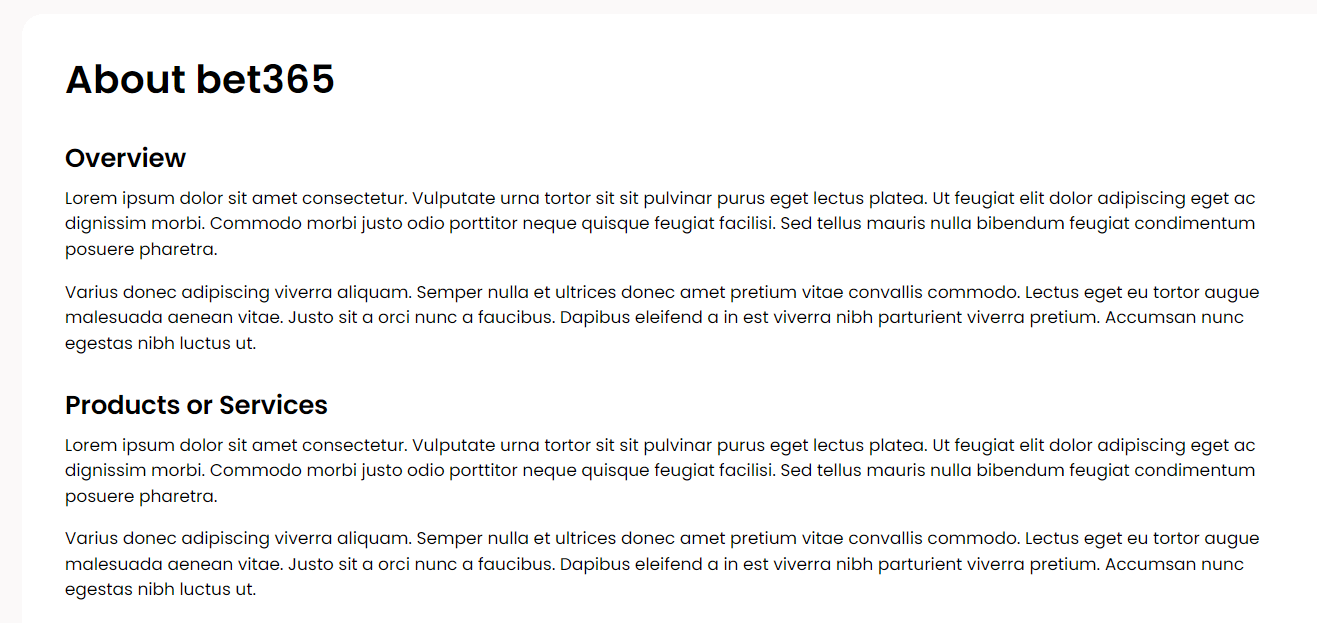 About bet365
Overview
Lorem ipsum dolor sit amet consectetur. Vulputate urna tortor sit sit pulvinar purus eget lectus platea. Ut feugiat elit dolor adipiscing eget ac
dignissim morbi. Commodo morbi justo odio porttitor neque quisque feugiat facilisi. Sed tellus mauris nulla bibendum feugiat condimentum
posuere pharetra.
Varius donec adipiscing viverra aliquam. Semper nulla et ultrices donec amet pretium vitae convallis commodo. Lectus eget eu tortor augue
malesuada aenean vitae. Justo sit a orci nunc a faucibus. Dapibus eleifend a in est viverra nibh parturient viverra pretium. Accumsan nunc
egestas nibh luctus ut.
Products or Services
Lorem ipsum dolor sit amet consectetur. Vulputate urna tortor sit sit pulvinar purus eget lectus platea. Ut feugiat elit dolor adipiscing eget ac
dignissim morbi. Commodo morbi justo odio porttitor neque quisque feugiat facilisi. Sed tellus mauris nulla bibendum feugiat condimentum
posuere pharetra.
Varius donec adipiscing viverra aliquam. Semper nulla et ultrices donec amet pretium vitae convallis commodo. Lectus eget eu tortor augue
malesuada aenean vitae. Justo sit a orci nunc a faucibus. Dapibus eleifend a in est viverra nibh parturient viverra pretium. Accumsan nunc
egestas nibh luctus ut.